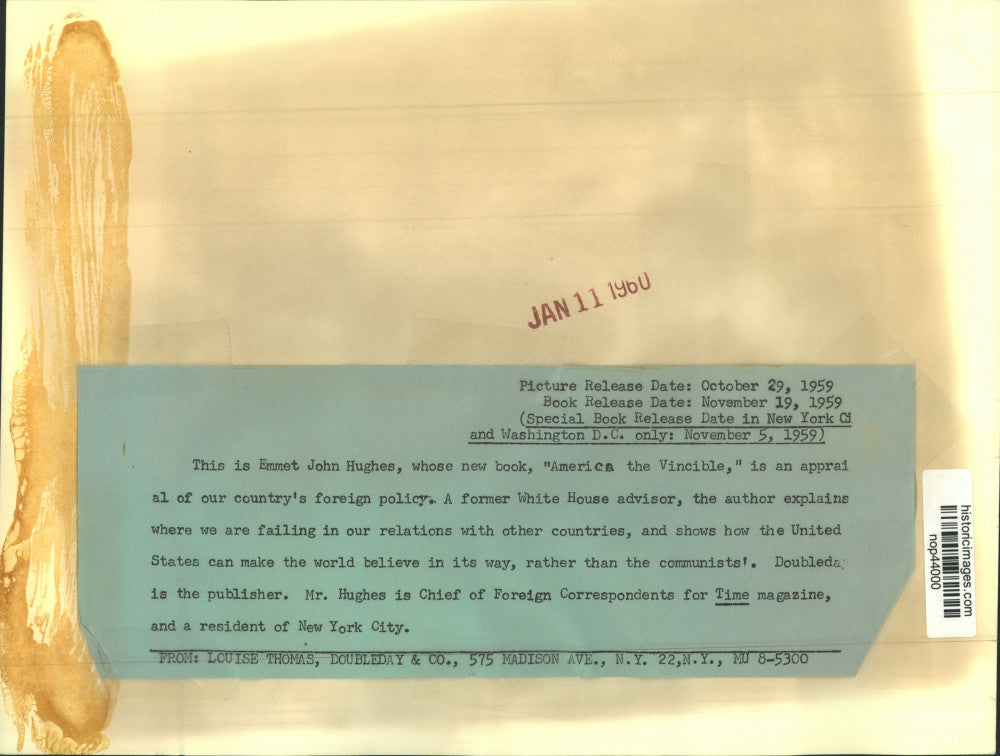 JAN 11 1960
Picture Release Date: October 29, 1959
Book Release Date: November 19, 1959
(Special Book Release Date in New York Ci
and Washington D.C. only: November 5, 1959)
This is Emmet John Hughes, whose new book, "America the Vincible," is an apprai
al of our country's foreign policy. A former White House advisor, the author explains
where we are failing in our relations with other countries, and shows how the United
States can make the world believe in its way, rather than the communists'. Doubleda
is the publisher. Mr. Hughes is Chief of Foreign Correspondents for Time magazine,
and a resident of New York City.
FROM: LOUISE THOMAS, DOUBLEDAY & CO., 575 MADISON AVE., N.Y. 22,N.Y., MU 8-5300
historicimages.com
nop44000